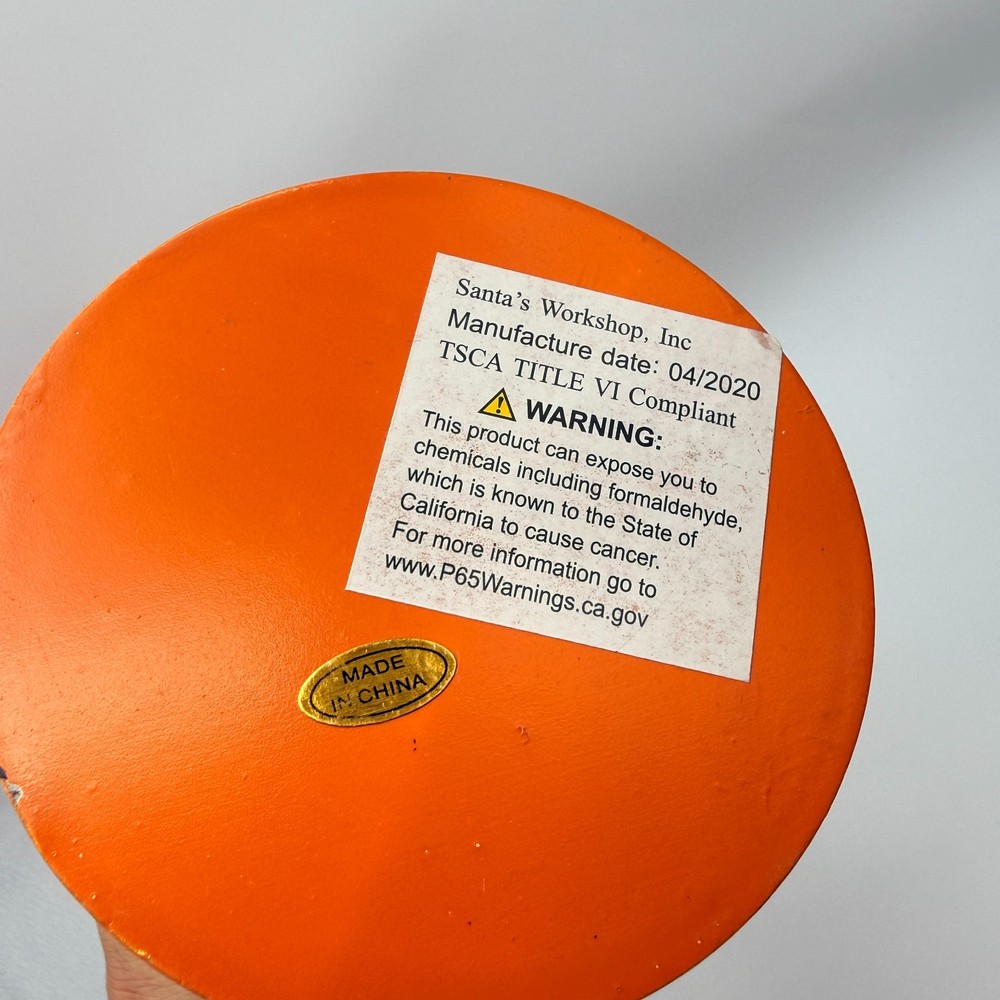 Santa's Workshop, Inc
Manufacture date: 04/2020
TSCA TITLE VI Compliant
WARNING:
This product can expose you to
chemicals including formaldehyde,
which is known to the State of
California to cause cancer.
For more information go to
www.P65Warnings.ca.gov
MADE
IN CHINA